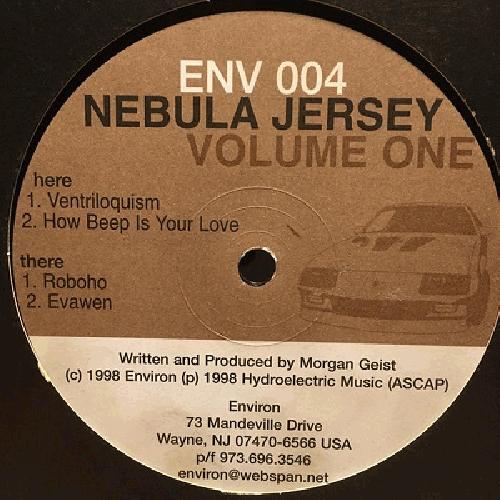 ENV 004
NEBULA JERSEY
VOLUME ONE
here
1. Ventriloquism
2. How Beep Is Your Love
there
1. Roboho
2. Evawen
Written and Produced by Morgan Geist
(c) 1998 Environ (p) 1998 Hydroelectric Music (ASCAP)
Environ
73 Mandeville Drive
Wayne, NJ 07470-6566 USA
p/f 973.696.3546
environ@webspan.net